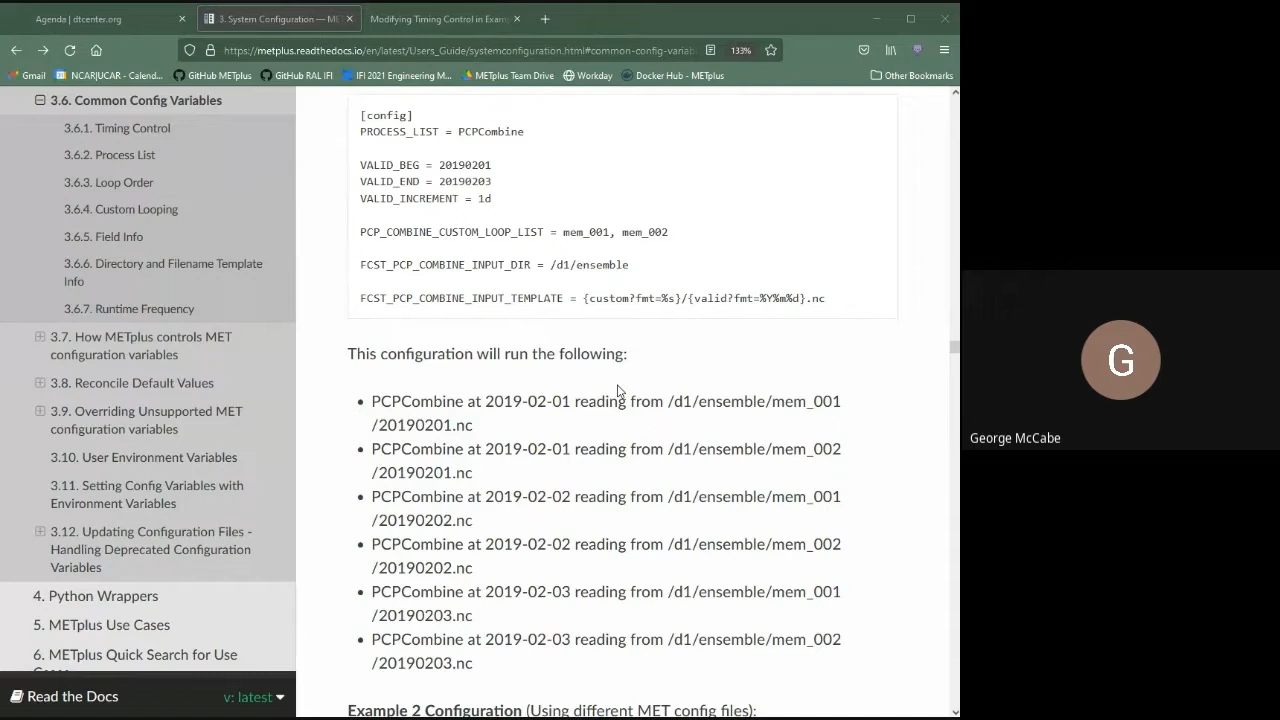 Agenda | dtcenter.org
3. System Configuration — ME
Modifying Timing Control in Examp
https://metplus.readthedocs.io/en/latest/Users_Guide/systemconfiguration.html#common-config-variab
133%
Gmail
NCAR|UCAR - Calend...
GitHub METplus
GitHub RAL IFI
IFI 2021 Engineering M...
METplus Team Drive
Workday
Docker Hub - METplus
Other Bookmarks
3.6. Common Config Variables
3.6.1. Timing Control
3.6.2. Process List
3.6.3. Loop Order
3.6.4. Custom Looping
3.6.5. Field Info
3.6.6. Directory and Filename Template
Info
3.6.7. Runtime Frequency
3.7. How METplus controls MET
configuration variables
3.8. Reconcile Default Values
3.9. Overriding Unsupported MET
configuration variables
3.10. User Environment Variables
3.11. Setting Config Variables with
Environment Variables
3.12. Updating Configuration Files -
Handling Deprecated Configuration
Variables
4. Python Wrappers
5. METplus Use Cases
6. METplus Quick Search for Use
Read the Docs
v: latest
[config]
PROCESS_LIST = PCPCombine
VALID_BEG = 20190201
VALID_END = 20190203
VALID_INCREMENT = 1d
PCP_COMBINE_CUSTOM_LOOP_LIST = mem_001, mem_002
FCST_PCP_COMBINE_INPUT_DIR = /d1/ensemble
FCST_PCP_COMBINE_INPUT_TEMPLATE = {custom?fmt=%s}/{valid?fmt=%Y%m%d}.nc
This configuration will run the following:
PCPCombine at 2019-02-01 reading from /d1/ensemble/mem_001
/20190201.nc
PCPCombine at 2019-02-01 reading from /d1/ensemble/mem_002
/20190201.nc
PCPCombine at 2019-02-02 reading from /d1/ensemble/mem_001
/20190202.nc
PCPCombine at 2019-02-02 reading from /d1/ensemble/mem_002
/20190202.nc
PCPCombine at 2019-02-03 reading from /d1/ensemble/mem_001
/20190203.nc
PCPCombine at 2019-02-03 reading from /d1/ensemble/mem_002
/20190203.nc
Example 2 Configuration (Using different MET config files):
G
George McCabe